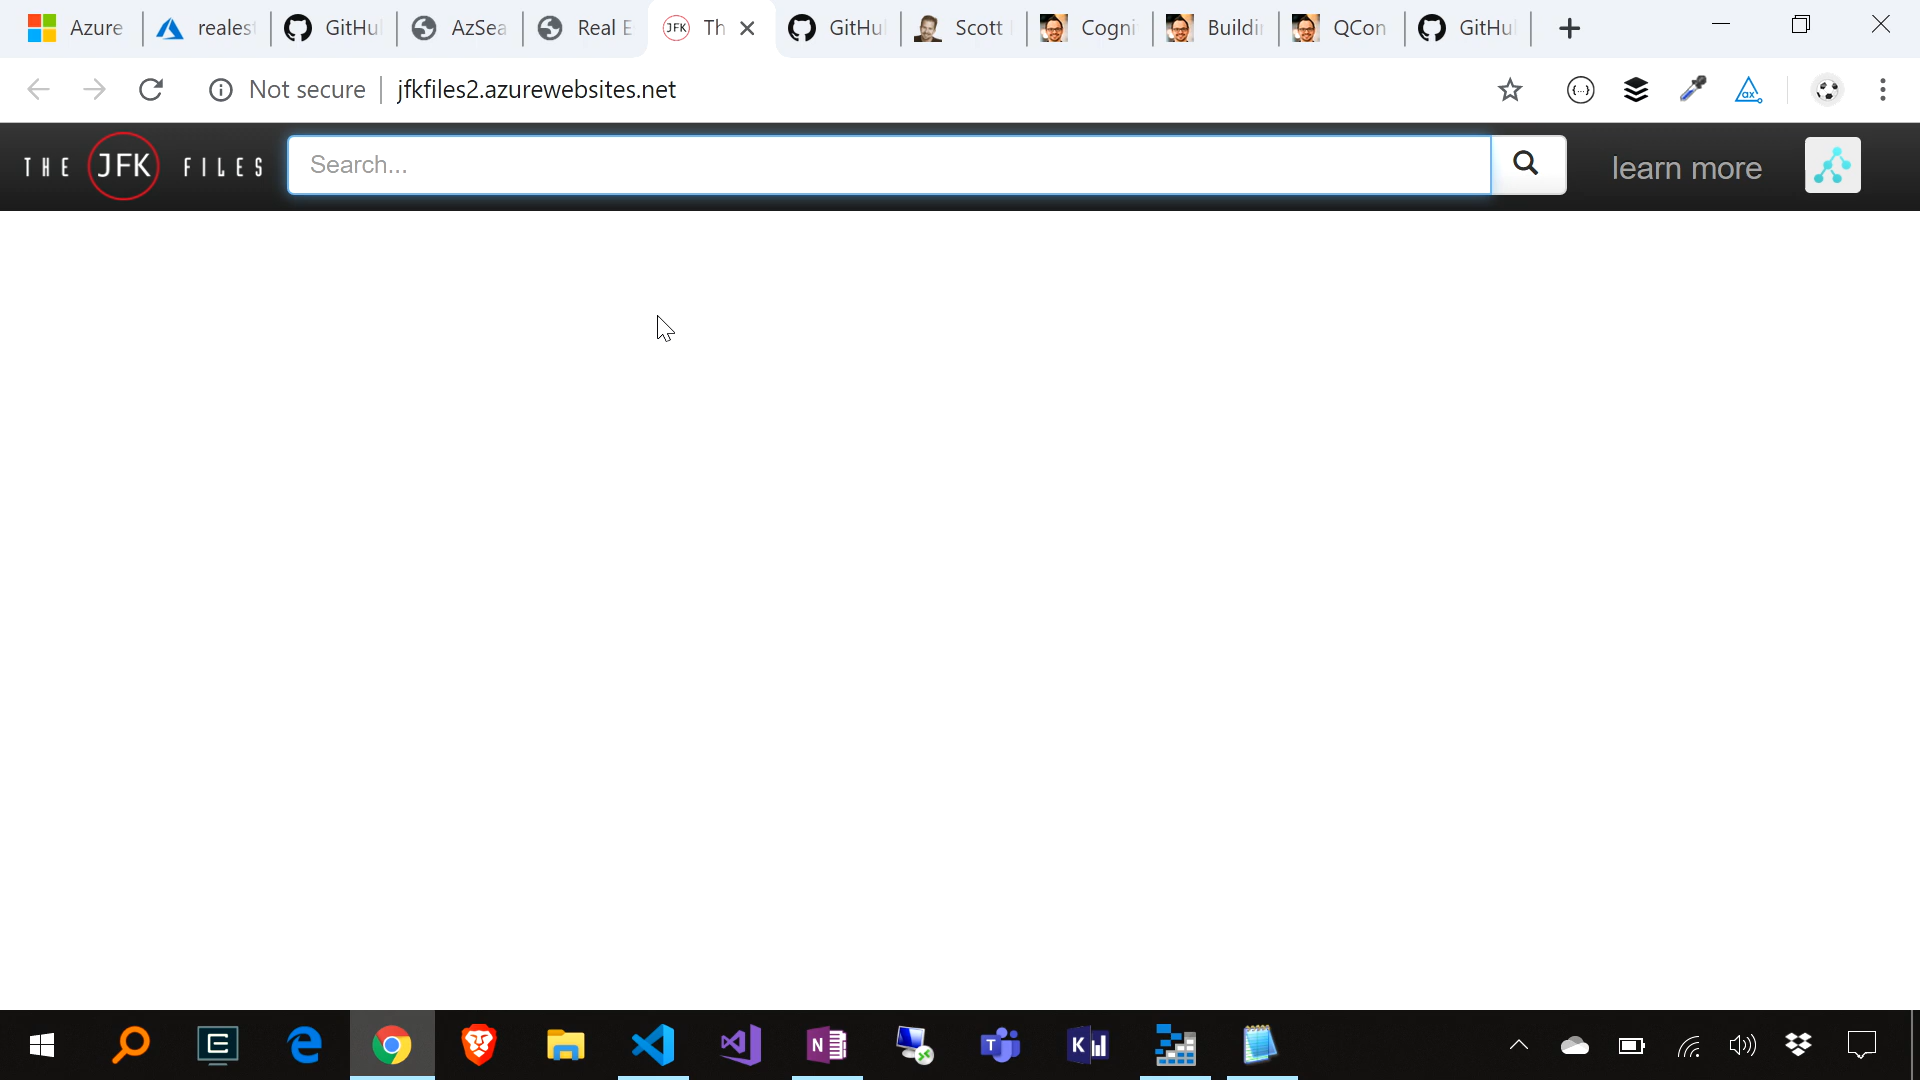 Azure
reales
GitHu
AzSea
Real E
JFK
Th
GitHu
Scott
Cogni
Buildi
QCon
GitHu
Not secure
jfkfiles2.azurewebsites.net
{...}
ax
THE JFK FILES
Search...
learn more
E
N
T
K